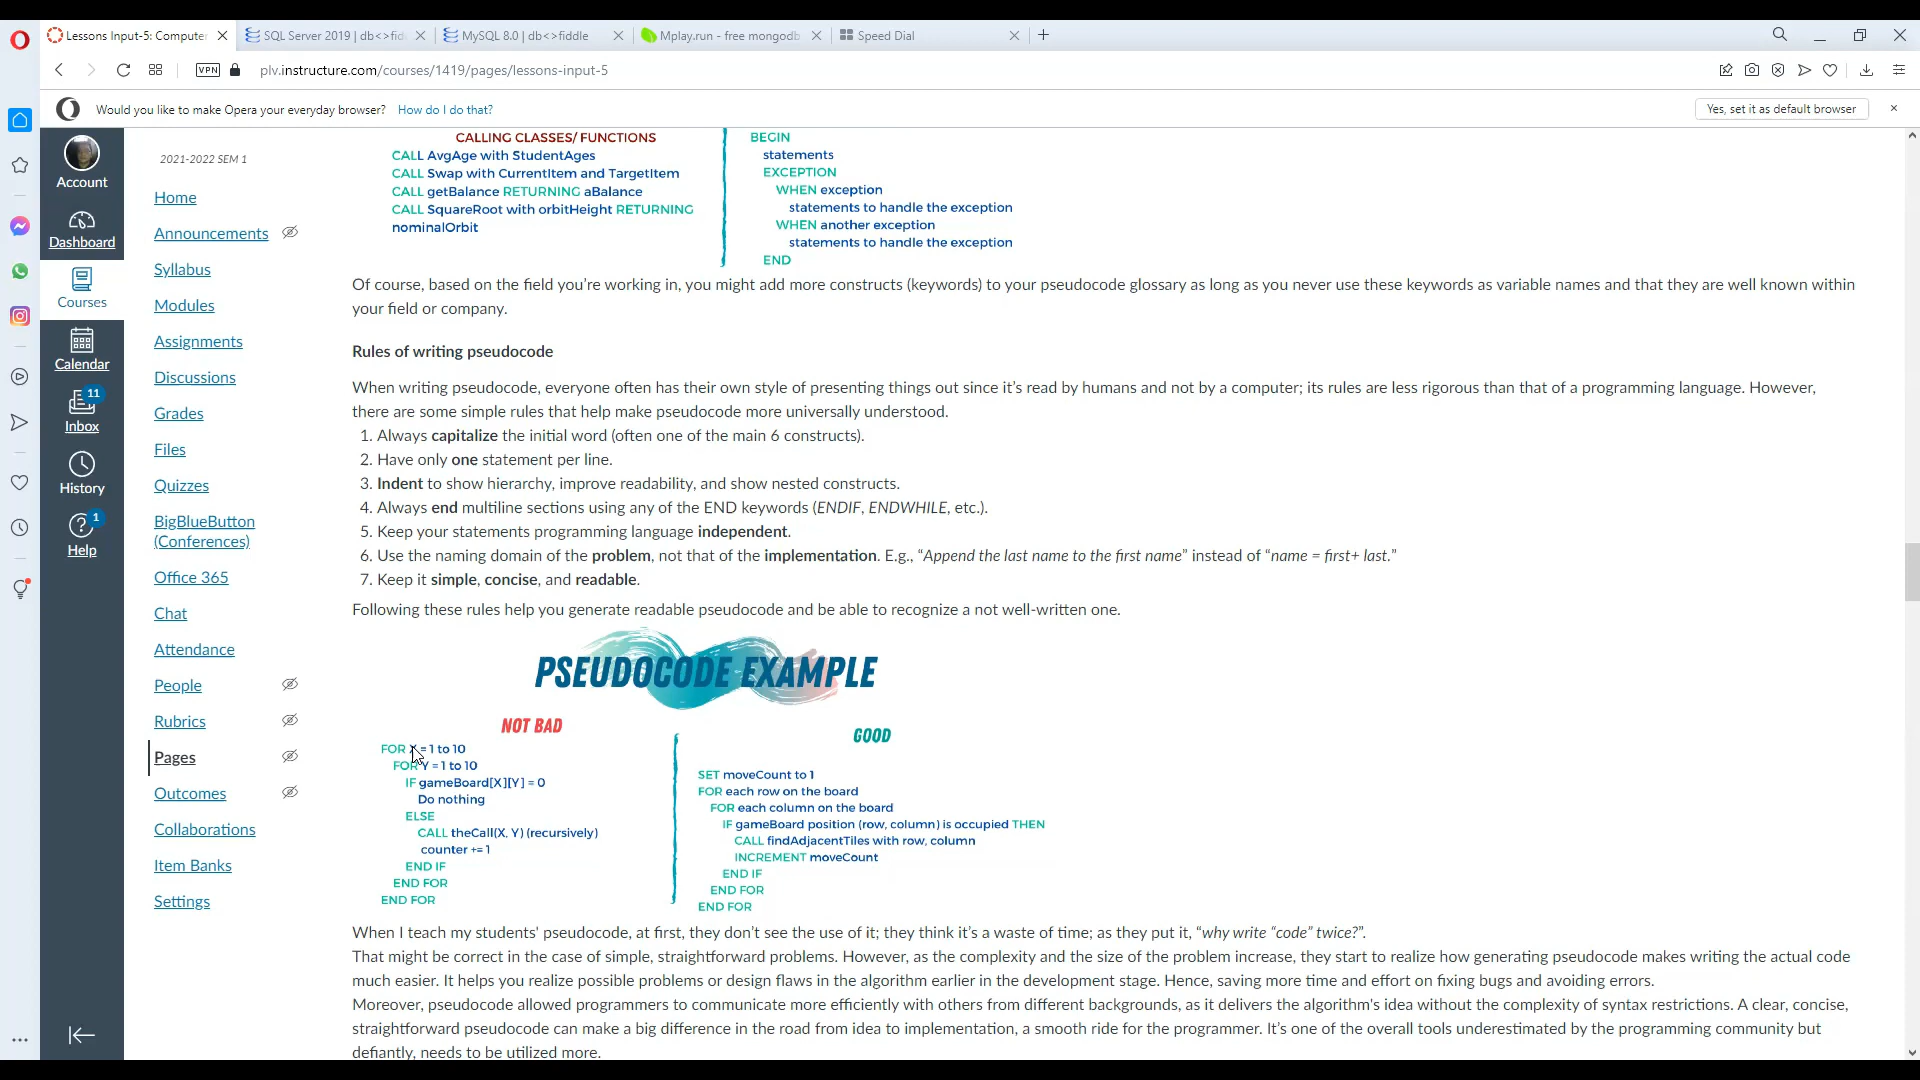 Lessons Input-5: Computer
SQL Server 2019 | db<>fid
MySQL 8.0 | db<>fiddle
Mplay.run - free mongodb
Speed Dial
VPN
plv.instructure.com/courses/1419/pages/lessons-input-5
Would you like to make Opera your everyday browser? How do I do that?
Yes, set it as default browser
Account
Dashboard
Courses
Calendar
11
Inbox
History
1
Help
2021-2022 SEM 1
Home
Announcements
Syllabus
Modules
Assignments
Discussions
Grades
Files
Quizzes
BigBlueButton
(Conferences)
Office 365
Chat
Attendance
People
Rubrics
Pages
Outcomes
Collaborations
Item Banks
Settings
CALLING CLASSES/ FUNCTIONS
CALL AvgAge with StudentAges
CALL Swap with CurrentItem and TargetItem
CALL getBalance RETURNING aBalance
CALL SquareRoot with orbitHeight RETURNING
nominalOrbit
BEGIN
statements
EXCEPTION
WHEN exception
statements to handle the exception
WHEN another exception
statements to handle the exception
END
Of course, based on the field you're working in, you might add more constructs (keywords) to your pseudocode glossary as long as you never use these keywords as variable names and that they are well known within
your field or company.
Rules of writing pseudocode
When writing pseudocode, everyone often has their own style of presenting things out since it's read by humans and not by a computer; its rules are less rigorous than that of a programming language. However,
there are some simple rules that help make pseudocode more universally understood.
1. Always capitalize the initial word (often one of the main 6 constructs).
2. Have only one statement per line.
3. Indent to show hierarchy, improve readability, and show nested constructs.
4. Always end multiline sections using any of the END keywords (ENDIF, ENDWHILE, etc.).
5. Keep your statements programming language independent.
6. Use the naming domain of the problem, not that of the implementation. E.g., “Append the last name to the first name” instead of “name = first+ last.”
7. Keep it simple, concise, and readable.
Following these rules help you generate readable pseudocode and be able to recognize a not well-written one.
PSEUDOCODE EXAMPLE
NOT BAD
FOR X = 1 to 10
FOR Y = 1 to 10
IF gameBoard[X][Y] = 0
Do nothing
ELSE
CALL theCall(X, Y) (recursively)
counter += 1
END IF
END FOR
END FOR
GOOD
SET moveCount to 1
FOR each row on the board
FOR each column on the board
IF gameBoard position (row, column) is occupied THEN
CALL findAdjacentTiles with row, column
INCREMENT moveCount
END IF
END FOR
END FOR
When I teach my students' pseudocode, at first, they don't see the use of it; they think it's a waste of time; as they put it, “why write “code” twice?”.
That might be correct in the case of simple, straightforward problems. However, as the complexity and the size of the problem increase, they start to realize how generating pseudocode makes writing the actual code
much easier. It helps you realize possible problems or design flaws in the algorithm earlier in the development stage. Hence, saving more time and effort on fixing bugs and avoiding errors.
Moreover, pseudocode allowed programmers to communicate more efficiently with others from different backgrounds, as it delivers the algorithm's idea without the complexity of syntax restrictions. A clear, concise,
straightforward pseudocode can make a big difference in the road from idea to implementation, a smooth ride for the programmer. It's one of the overall tools underestimated by the programming community but
defiantly, needs to be utilized more.